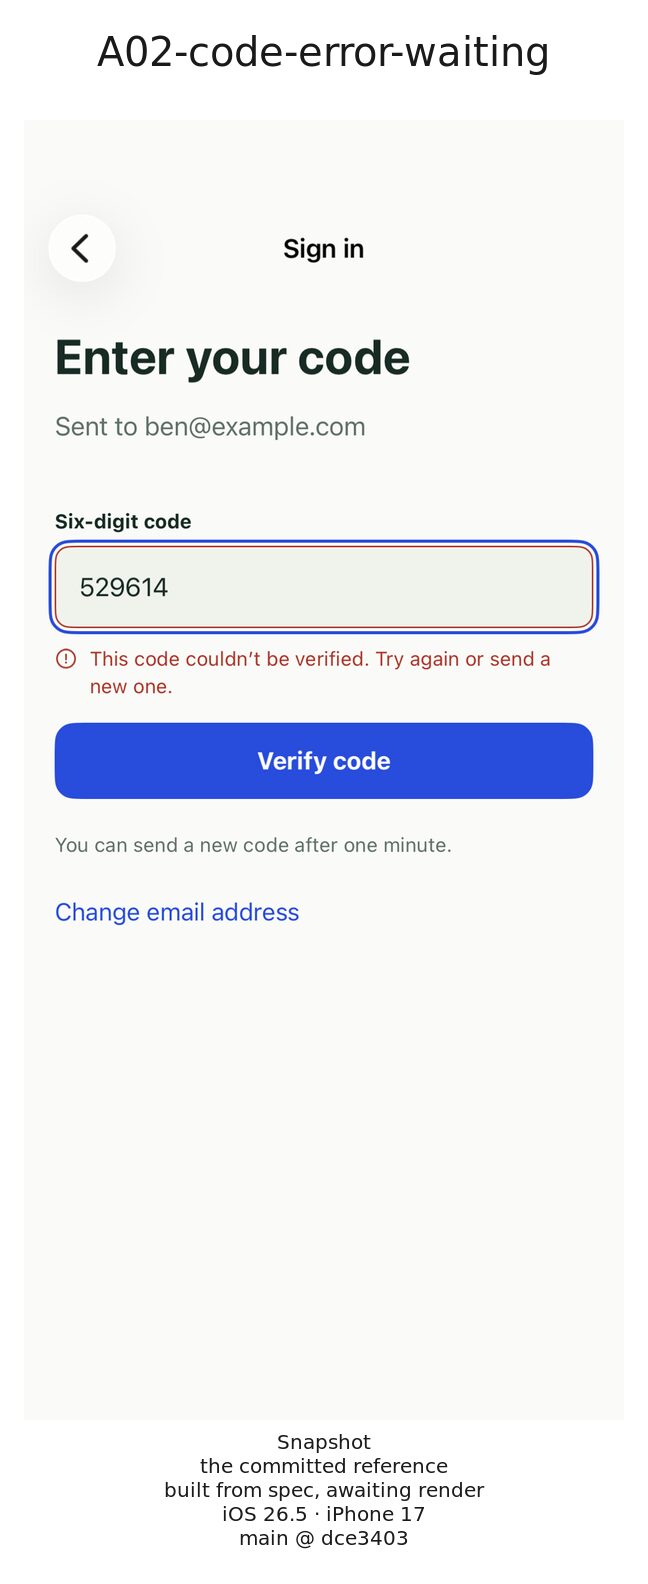 A02-code-error-waiting
Sign in
Enter your code
Sent to ben@example.com
Six-digit code
529614
This code couldn’t be verified. Try again or send a
new one.
Verify code
You can send a new code after one minute.
Change email address
Snapshot
the committed reference
built from spec, awaiting render
iOS 26.5 · iPhone 17
main @ dce3403